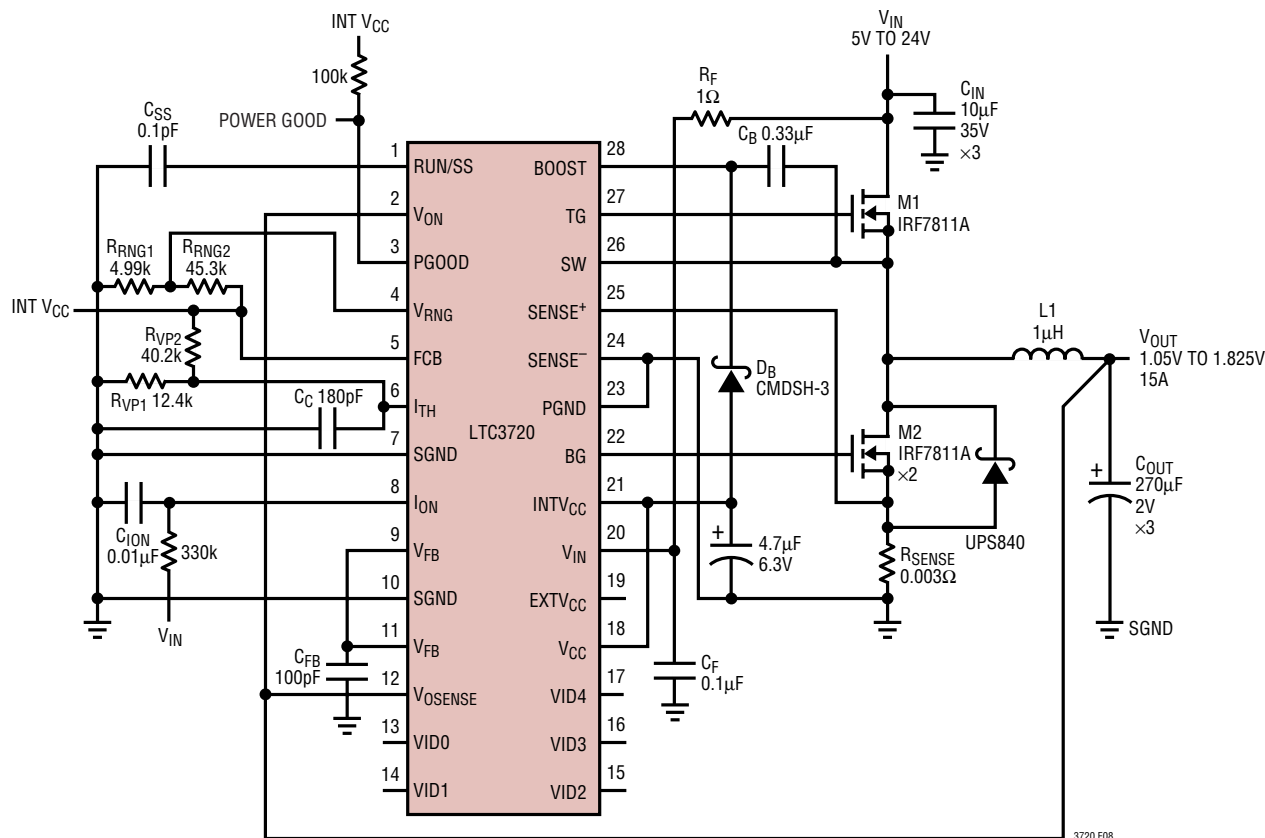 INT VCC
100k
POWER GOOD
CSS
0.1pF
VIN
5V TO 24V
RF
1Ω
CIN
10µF
35V
×3
CB 0.33µF
1
RUN/SS
2
VON
3
PGOOD
4
VRNG
5
FCB
6
ITH
7
SGND
8
ION
9
VFB
10
SGND
11
VFB
12
VOSENSE
13
VID0
14
VID1
LTC3720
28
BOOST
27
TG
26
SW
25
SENSE+
24
SENSE–
23
PGND
22
BG
21
INTVCC
20
VIN
19
EXTVCC
18
VCC
17
VID4
16
VID3
15
VID2
RRNG1
4.99k
RRNG2
45.3k
INT VCC
RVP2
40.2k
RVP1 12.4k
CC 180pF
CION
0.01µF
330k
VIN
CFB
100pF
M1
IRF7811A
L1
1µH
VOUT
1.05V TO 1.825V
15A
DB
CMDSH-3
M2
IRF7811A
×2
UPS840
+
COUT
270µF
2V
×3
SGND
+
4.7µF
6.3V
RSENSE
0.003Ω
CF
0.1µF
3720 F08